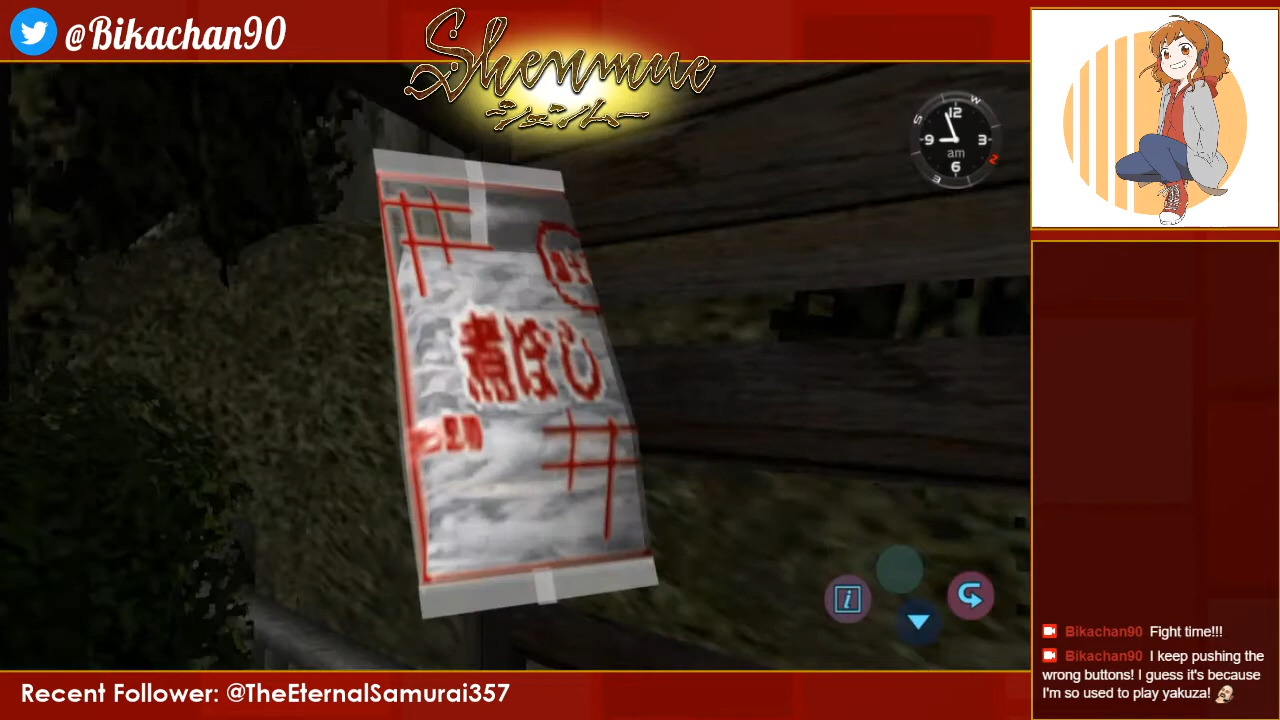 @Bikachan90
Shenmue
シェンムー
W
S
12
9
3
am
N
6
E
煮ぼし
i
Bikachan90 Fight time!!!
Bikachan90 I keep pushing the
wrong buttons! I guess it's because
I'm so used to play yakuza!
Recent Follower: @TheEternalSamurai357